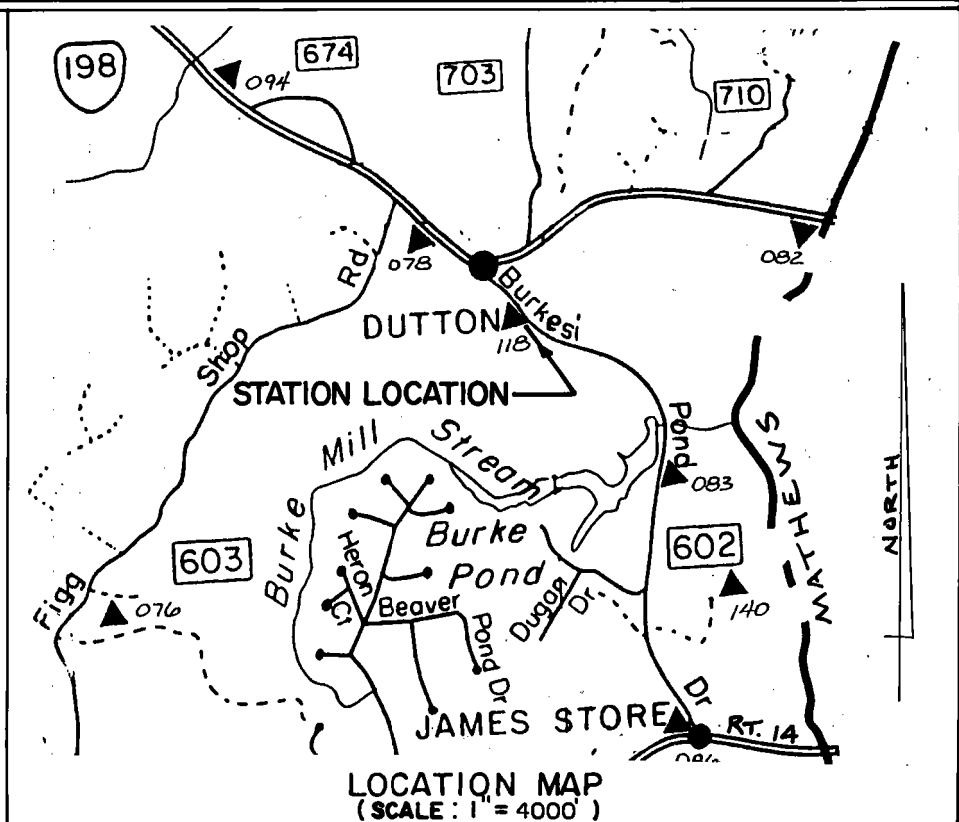 198
674
094
703
710
Shop Rd
078
082
Burkes
DUTTON
118
STATION LOCATION
Burke Mill Stream
Pond
083
MATHEWS
NORTH
Burke
Pond
602
603
Heron Ct
Beaver
Pond Dr
Dugan Dr
140
Figg
076
Dr
JAMES STORE
RT. 14
LOCATION MAP
(SCALE: 1" = 4000')